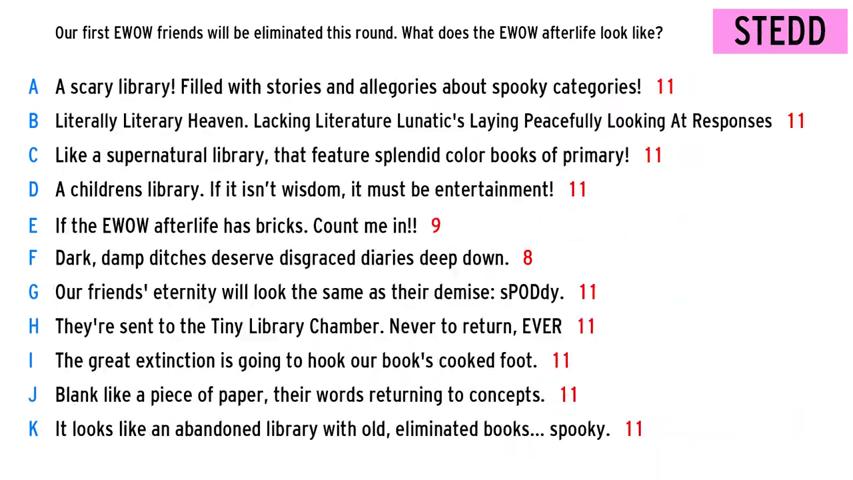 Our first EWOW friends will be eliminated this round. What does the EWOW afterlife look like?
STEDD
A A scary library! Filled with stories and allegories about spooky categories! 11
B Literally Literary Heaven. Lacking Literature Lunatic's Laying Peacefully Looking At Responses 11
C Like a supernatural library, that feature splendid color books of primary! 11
D A childrens library. If it isn't wisdom, it must be entertainment! 11
E If the EWOW afterlife has bricks. Count me in!! 9
F Dark, damp ditches deserve disgraced diaries deep down. 8
G Our friends' eternity will look the same as their demise: sPODdy. 11
H They're sent to the Tiny Library Chamber. Never to return, EVER 11
I The great extinction is going to hook our book's cooked foot. 11
J Blank like a piece of paper, their words returning to concepts. 11
K It looks like an abandoned library with old, eliminated books... spooky. 11